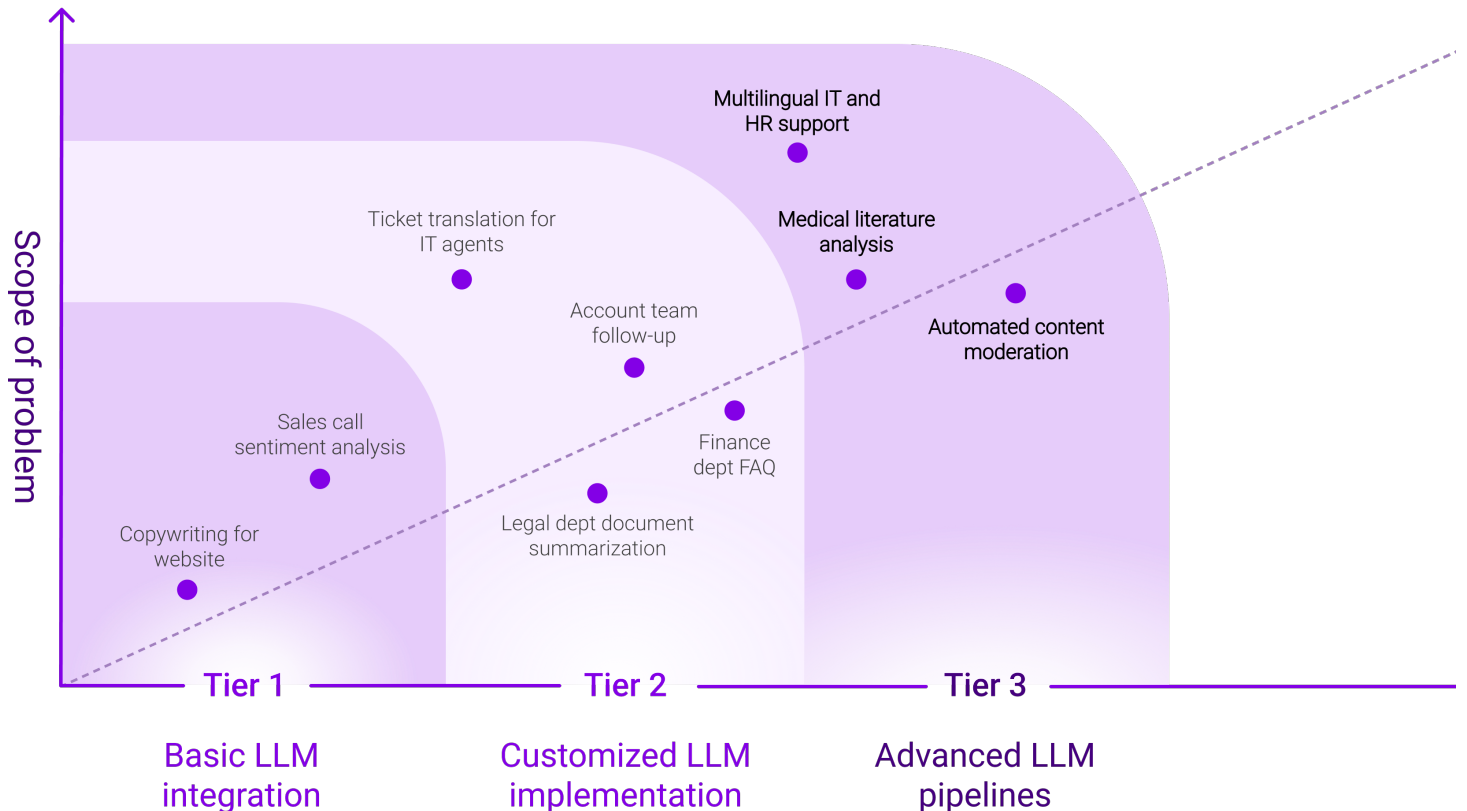 Scope of problem
Multilingual IT and
HR support
Medical literature
analysis
Ticket translation for
IT agents
Automated content
moderation
Account team
follow-up
Finance
dept FAQ
Sales call
sentiment analysis
Legal dept document
summarization
Copywriting for
website
Tier 1
Tier 2
Tier 3
Basic LLM
integration
Customized LLM
implementation
Advanced LLM
pipelines